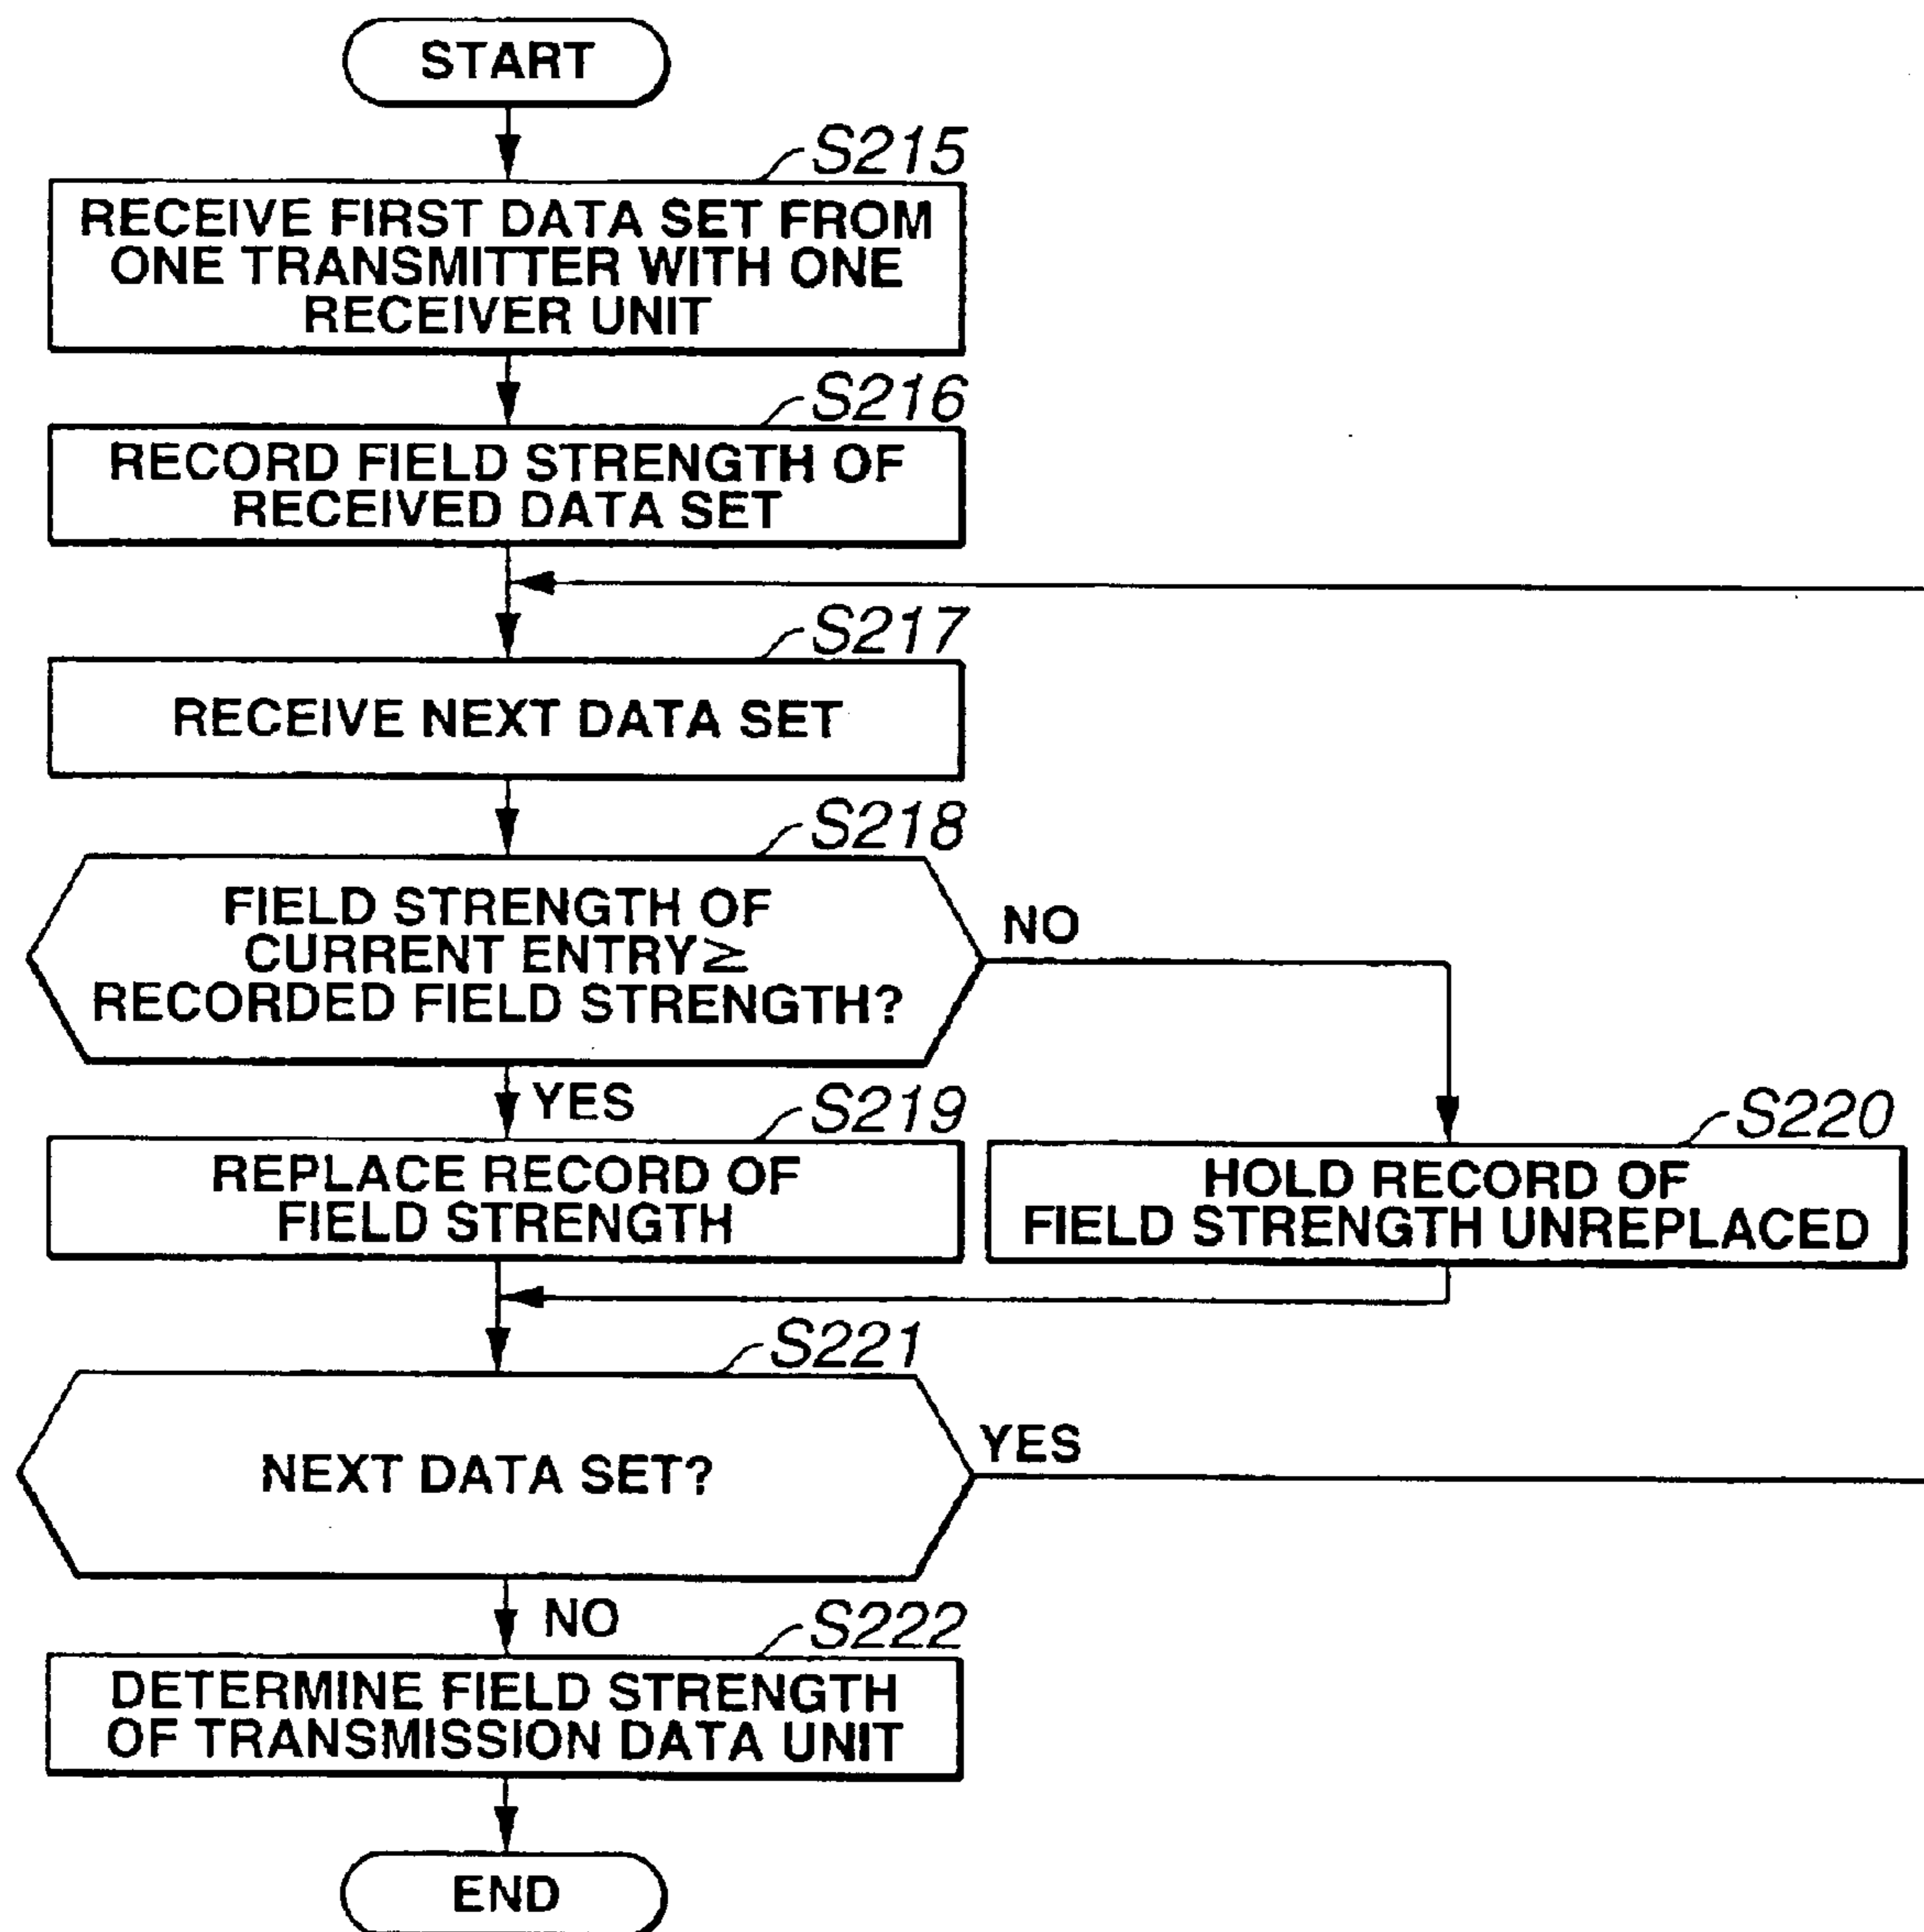 START
S215
RECEIVE FIRST DATA SET FROM
ONE TRANSMITTER WITH ONE
RECEIVER UNIT
S216
RECORD FIELD STRENGTH OF
RECEIVED DATA SET
S217
RECEIVE NEXT DATA SET
S218
FIELD STRENGTH OF
CURRENT ENTRY≥
RECORDED FIELD STRENGTH?
NO
YES
S219
REPLACE RECORD OF
FIELD STRENGTH
S220
HOLD RECORD OF
FIELD STRENGTH UNREPLACED
S221
NEXT DATA SET?
YES
NO
S222
DETERMINE FIELD STRENGTH
OF TRANSMISSION DATA UNIT
END